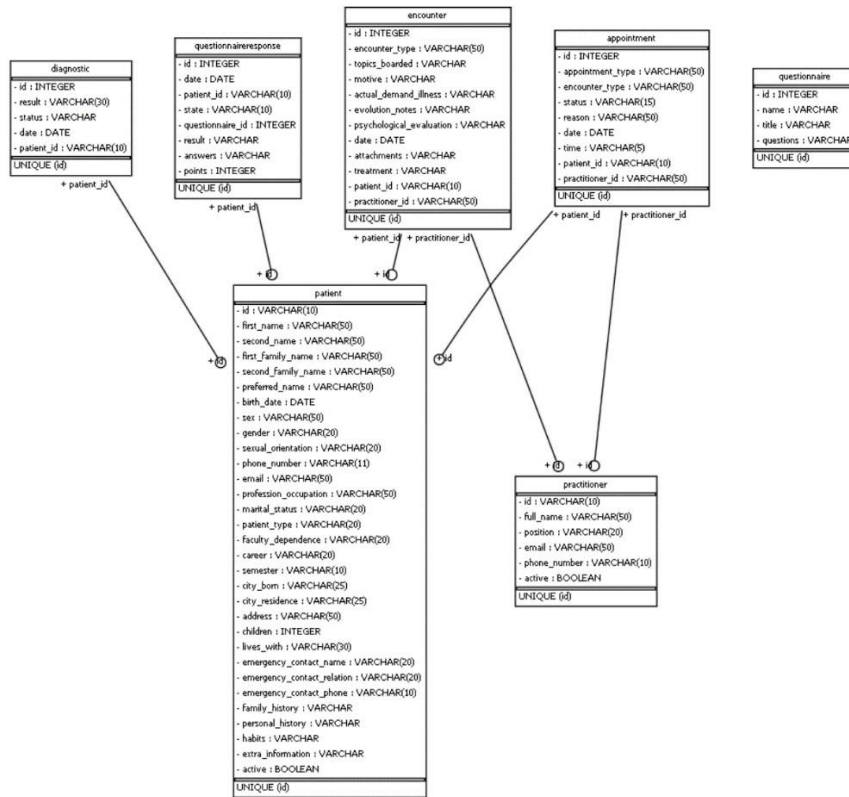 encounter
- id : INTEGER
- encounter_type : VARCHAR(50)
- topics_boarded : VARCHAR
- motive : VARCHAR
- actual_demand_illness : VARCHAR
- evolution_notes : VARCHAR
- psychological_evaluation : VARCHAR
- date : DATE
- attachments : VARCHAR
- treatment : VARCHAR
- patient_id : VARCHAR(10)
- practitioner_id : VARCHAR(50)
UNIQUE (id)
+ patient_id
+ practitioner_id
appointment
- id : INTEGER
- appointment_type : VARCHAR(50)
- encounter_type : VARCHAR(50)
- status : VARCHAR(15)
- reason : VARCHAR(50)
- date : DATE
- time : VARCHAR(5)
- patient_id : VARCHAR(10)
- practitioner_id : VARCHAR(50)
UNIQUE (id)
+ patient_id
+ practitioner_id
questionnaireresponse
- id : INTEGER
- date : DATE
- patient_id : VARCHAR(10)
- state : VARCHAR(10)
- questionnaire_id : INTEGER
- result : VARCHAR
- answers : VARCHAR
- points : INTEGER
UNIQUE (id)
+ patient_id
diagnostic
- id : INTEGER
- result : VARCHAR(30)
- status : VARCHAR
- date : DATE
- patient_id : VARCHAR(10)
UNIQUE (id)
+ patient_id
questionnaire
- id : INTEGER
- name : VARCHAR
- title : VARCHAR
- questions : VARCHAR
UNIQUE (id)
+ id
+ id
+ id
+ id
patient
- id : VARCHAR(10)
- first_name : VARCHAR(50)
- second_name : VARCHAR(50)
- first_family_name : VARCHAR(50)
- second_family_name : VARCHAR(50)
- preferred_name : VARCHAR(50)
- birth_date : DATE
- sex : VARCHAR(50)
- gender : VARCHAR(20)
- sexual_orientation : VARCHAR(20)
- phone_number : VARCHAR(11)
- email : VARCHAR(50)
- profession_occupation : VARCHAR(50)
- marital_status : VARCHAR(20)
- patient_type : VARCHAR(20)
- faculty_dependence : VARCHAR(20)
- career : VARCHAR(20)
- semester : VARCHAR(10)
- city_born : VARCHAR(25)
- city_residence : VARCHAR(25)
- address : VARCHAR(50)
- children : INTEGER
- lives_with : VARCHAR(30)
- emergency_contact_name : VARCHAR(20)
- emergency_contact_relation : VARCHAR(20)
- emergency_contact_phone : VARCHAR(10)
- family_history : VARCHAR
- personal_history : VARCHAR
- habits : VARCHAR
- extra_information : VARCHAR
- active : BOOLEAN
UNIQUE (id)
+ id
+ id
practitioner
- id : VARCHAR(10)
- full_name : VARCHAR(50)
- position : VARCHAR(20)
- email : VARCHAR(50)
- phone_number : VARCHAR(10)
- active : BOOLEAN
UNIQUE (id)